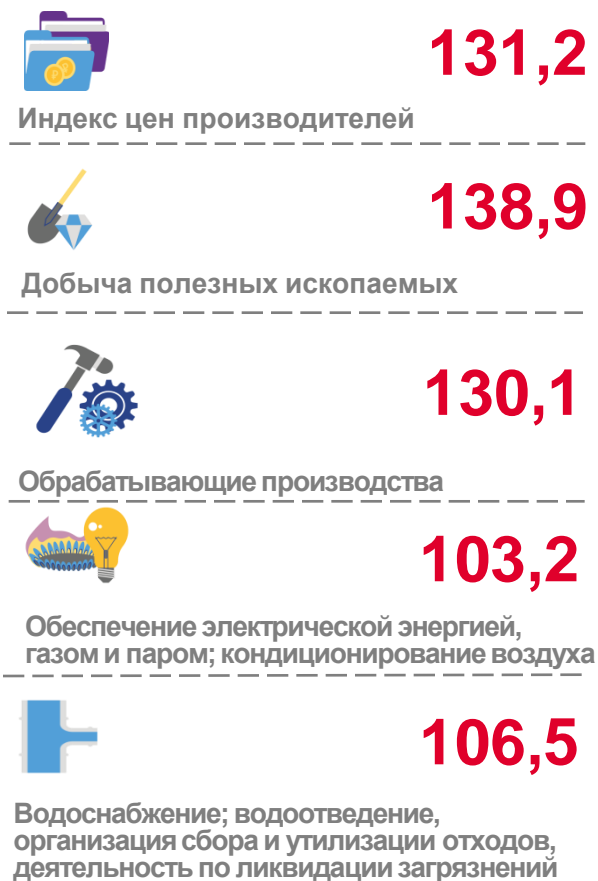 131,2
Индекс цен производителей
138,9
Добыча полезных ископаемых
130,1
Обрабатывающие производства
103,2
Обеспечение электрической энергией,
газом и паром; кондиционирование воздуха
106,5
Водоснабжение; водоотведение,
организация сбора и утилизации отходов,
деятельность по ликвидации загрязнений